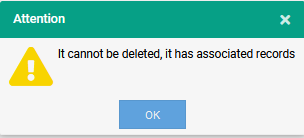 Attention
It cannot be deleted, it has associated records
OK